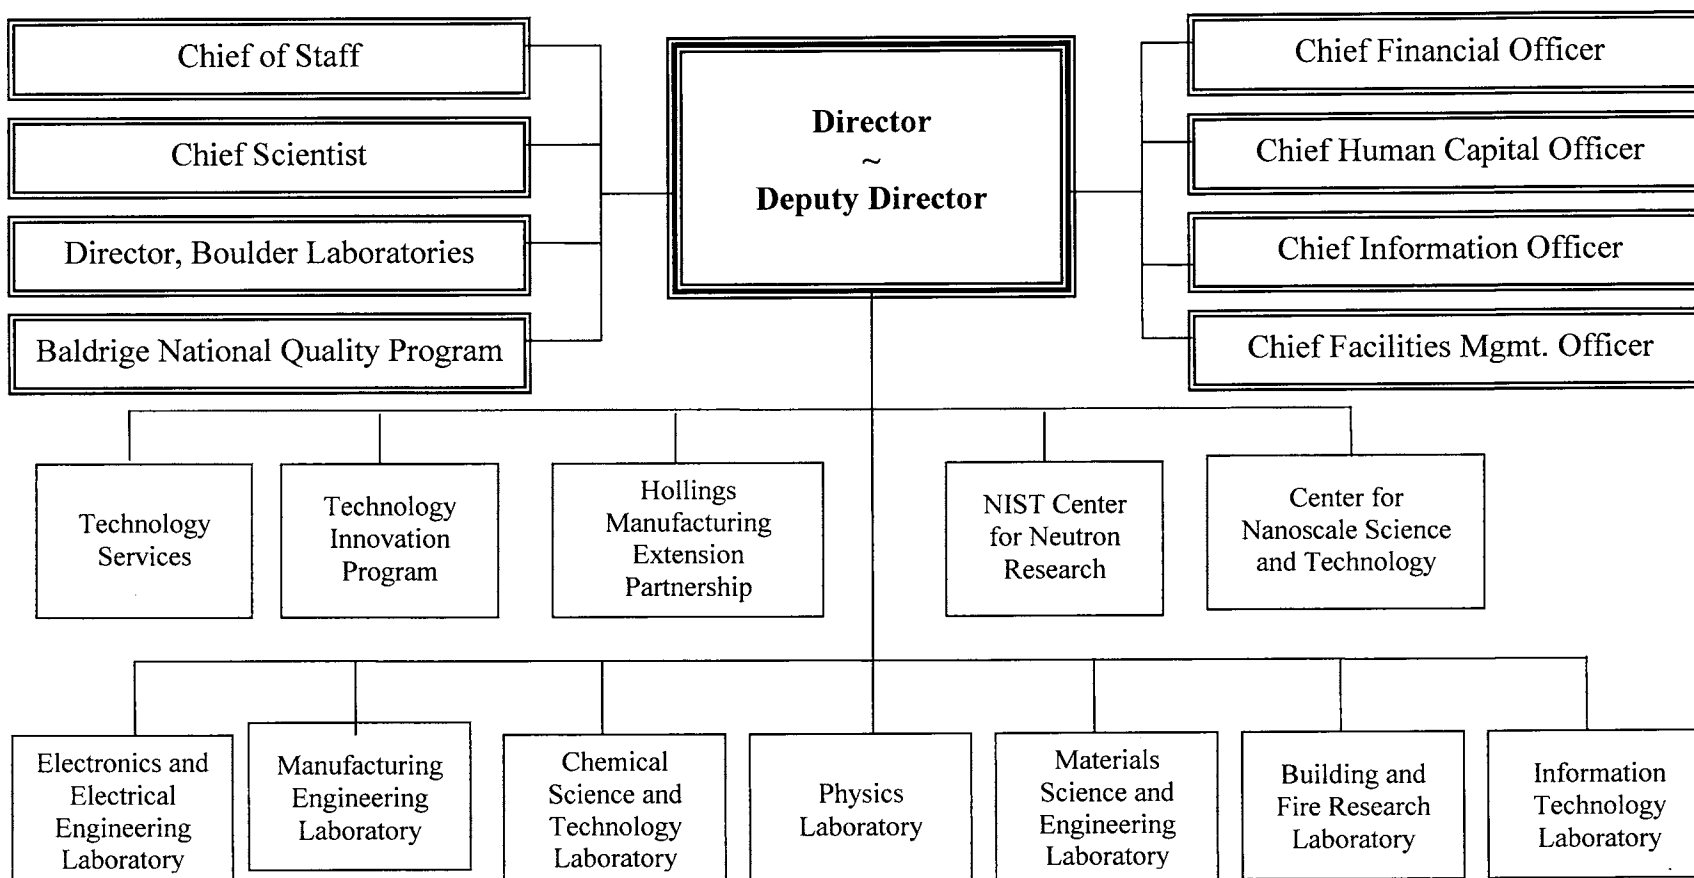 Chief of Staff
Chief Scientist
Director, Boulder Laboratories
Baldrige National Quality Program
Director
~
Deputy Director
Chief Financial Officer
Chief Human Capital Officer
Chief Information Officer
Chief Facilities Mgmt. Officer
Technology
Services
Technology
Innovation
Program
Hollings
Manufacturing
Extension
Partnership
NIST Center
for Neutron
Research
Center for
Nanoscale Science
and Technology
Electronics and
Electrical
Engineering
Laboratory
Manufacturing
Engineering
Laboratory
Chemical
Science and
Technology
Laboratory
Physics
Laboratory
Materials
Science and
Engineering
Laboratory
Building and
Fire Research
Laboratory
Information
Technology
Laboratory